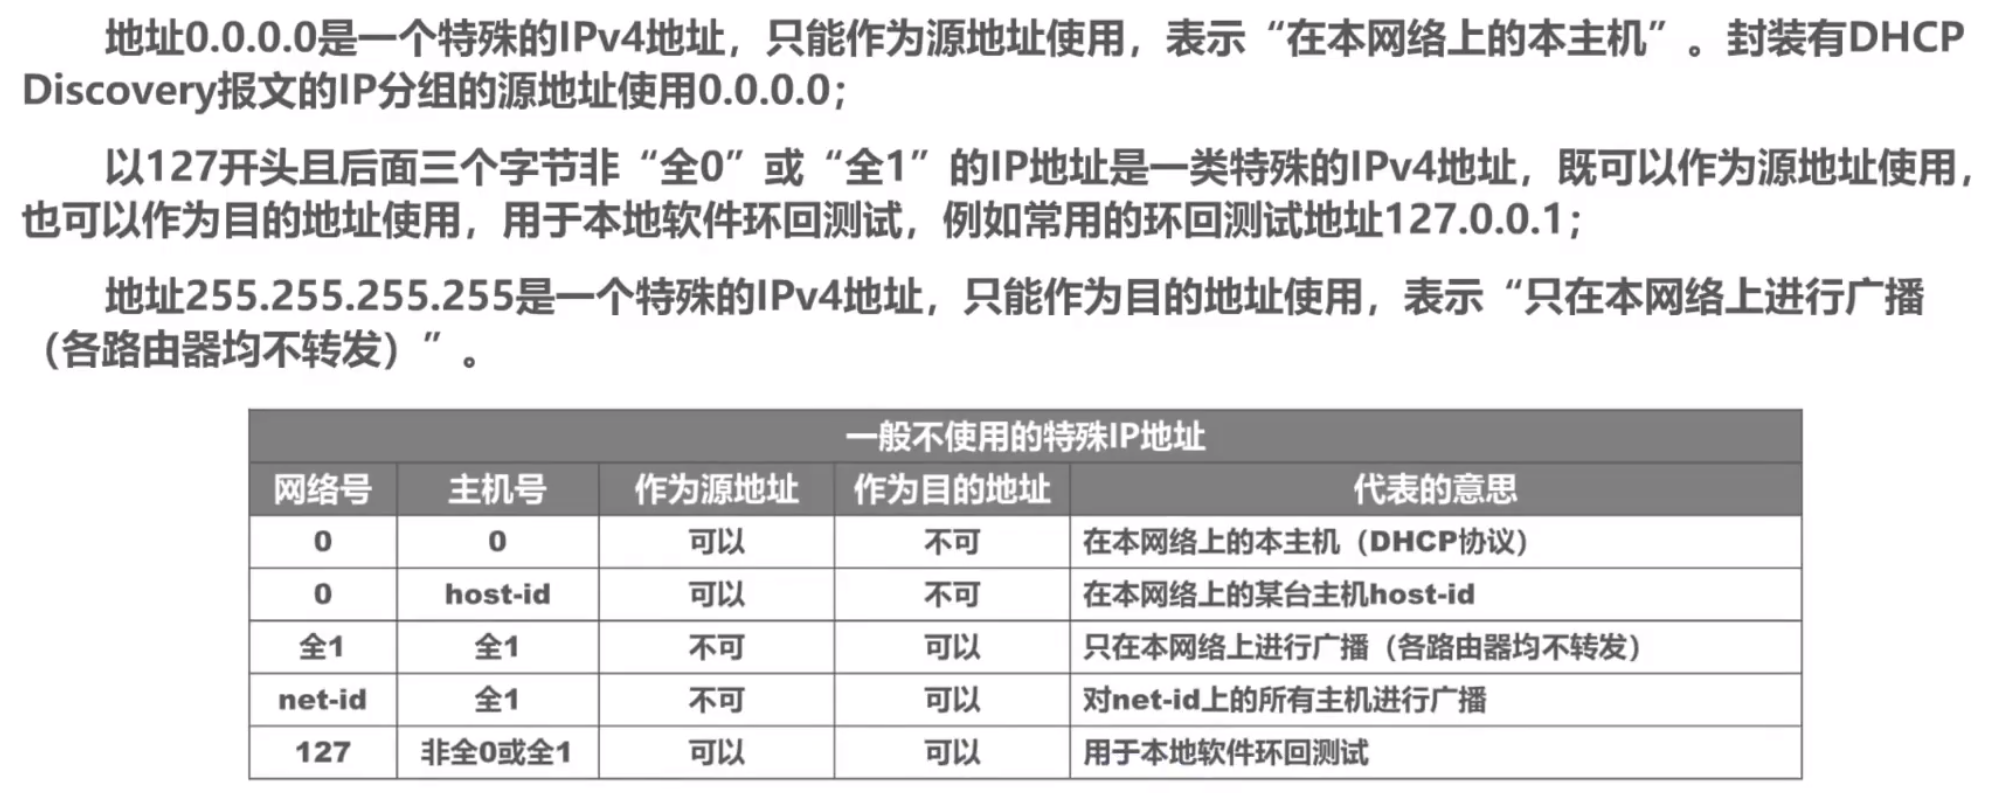 地址0.0.0.0是一个特殊的IPv4地址，只能作为源地址使用，表示“在本网络上的本主机”。封装有DHCP
Discovery报文的IP分组的源地址使用0.0.0.0；
以127开头且后面三个字节非“全0”或“全1”的IP地址是一类特殊的IPv4地址，既可以作为源地址使用，
也可以作为目的地址使用，用于本地软件环回测试，例如常用的环回测试地址127.0.0.1；
地址255.255.255.255是一个特殊的IPv4地址，只能作为目的地址使用，表示“只在本网络上进行广播
（各路由器均不转发）”。
一般不使用的特殊IP地址
网络号 主机号 作为源地址 作为目的地址 代表的意思
0 0 可以 不可 在本网络上的本主机（DHCP协议）
0 host-id 可以 不可 在本网络上的某台主机host-id
全1 全1 不可 可以 只在本网络上进行广播（各路由器均不转发）
net-id 全1 不可 可以 对net-id上的所有主机进行广播
127 非全0或全1 可以 可以 用于本地软件环回测试